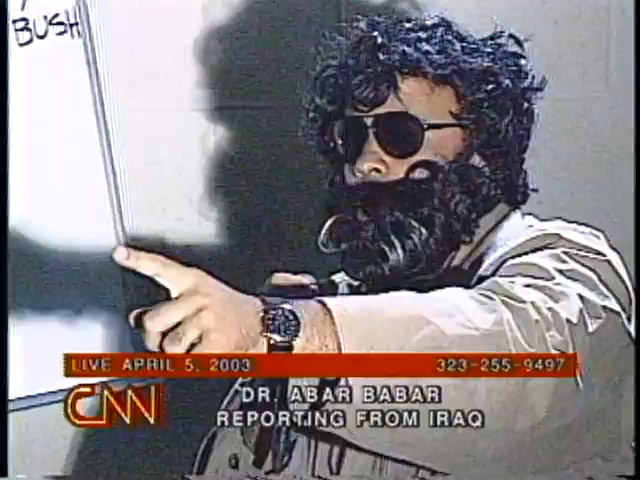 BUSH
LIVE APRIL 5, 2003
323-255-9497
CNN
DR. ABAR BABAR
REPORTING FROM IRAQ